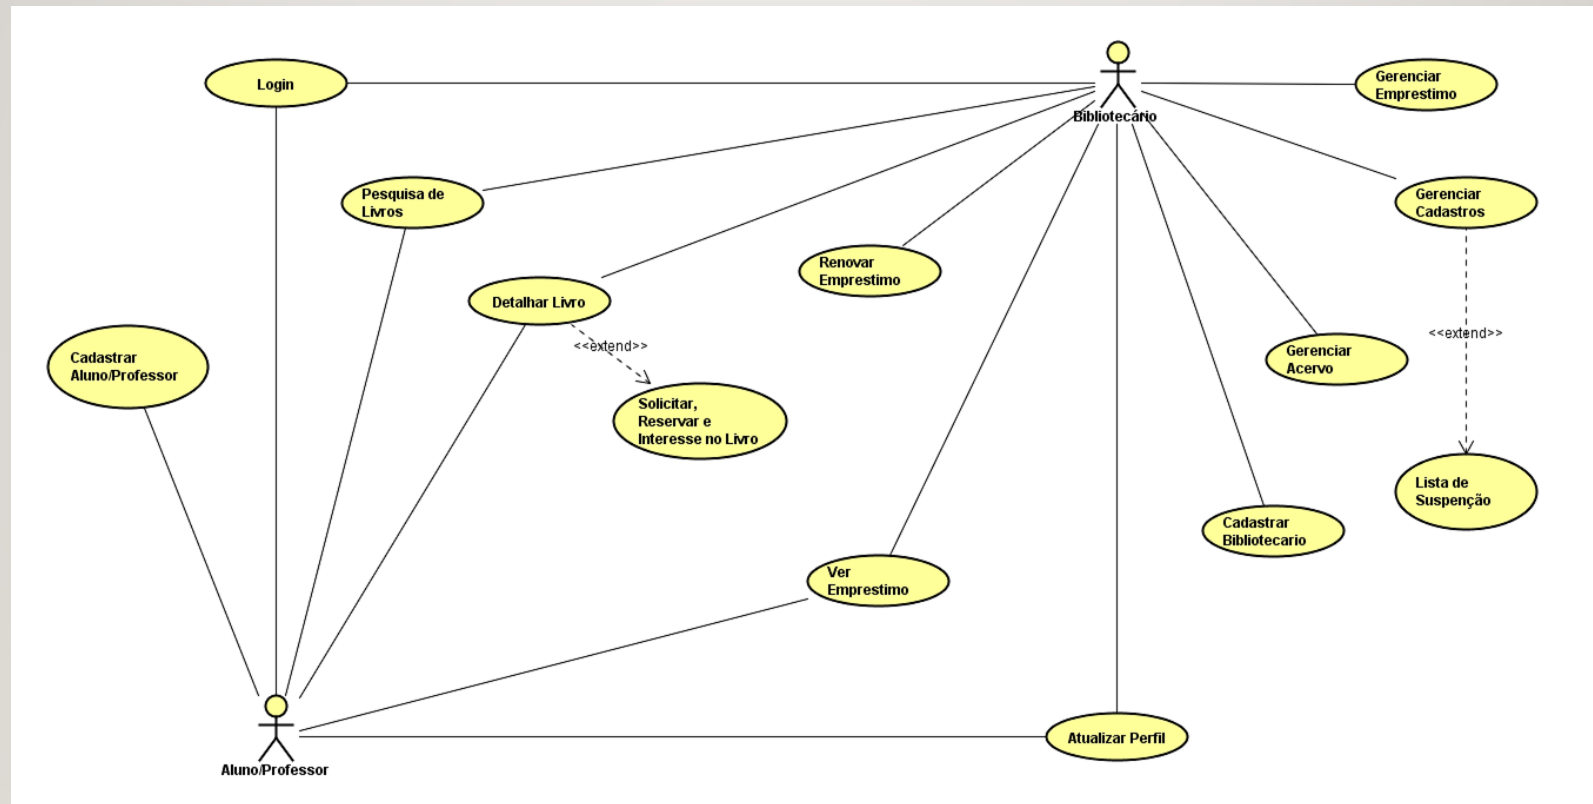 Login
Bibliotecário
Gerenciar
Emprestimo
Pesquisa de
Livros
Gerenciar
Cadastros
Renovar
Emprestimo
Detalhar Livro
<<extend>>
<<extend>>
Cadastrar
Aluno/Professor
Gerenciar
Acervo
Solicitar,
Reservar e
Interesse no Livro
Lista de
Suspenção
Cadastrar
Bibliotecario
Ver
Emprestimo
Atualizar Perfil
Aluno/Professor